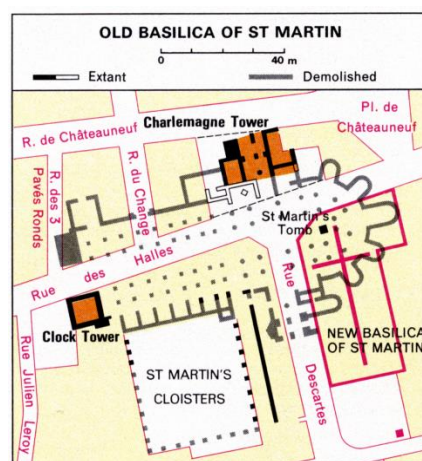 OLD BASILICA OF ST MARTIN
0 40 m
Extant Demolished
R. de Châteauneuf
Charlemagne Tower
Pl. de
Châteauneuf
R. des 3
Pavés Ronds
R. du Change
St Martin's
Tomb
Rue des Halles
Rue Descartes
Clock Tower
NEW BASILICA
OF ST MARTIN
ST MARTIN'S
CLOISTERS
Rue Julien
Leroy